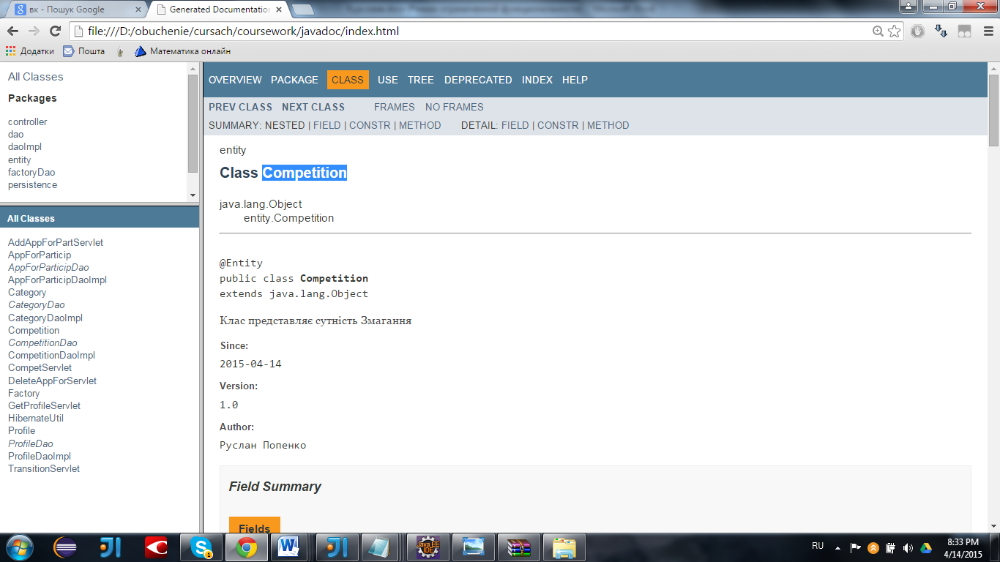 вк - Пошук Google
Generated Documentation
file:///D:/obuchenie/cursach/coursework/javadoc/index.html
Додатки Пошта Математика онлайн
All Classes
Packages
controller
dao
daoImpl
entity
factoryDao
persistence
All Classes
AddAppForPartServlet
AppForParticip
AppForParticipDao
AppForParticipDaoImpl
Category
CategoryDao
CategoryDaoImpl
Competition
CompetitionDao
CompetitionDaoImpl
CompetServlet
DeleteAppForServlet
Factory
GetProfileServlet
HibernateUtil
Profile
ProfileDao
ProfileDaoImpl
TransitionServlet
OVERVIEW PACKAGE CLASS USE TREE DEPRECATED INDEX HELP
PREV CLASS NEXT CLASS FRAMES NO FRAMES
SUMMARY: NESTED | FIELD | CONSTR | METHOD DETAIL: FIELD | CONSTR | METHOD
entity
Class Competition
java.lang.Object
entity.Competition
@Entity
public class Competition
extends java.lang.Object
Клас представляє сутність Змагання
Since:
2015-04-14
Version:
1.0
Author:
Руслан Попенко
Field Summary
Fields
RU
8:33 PM
4/14/2015